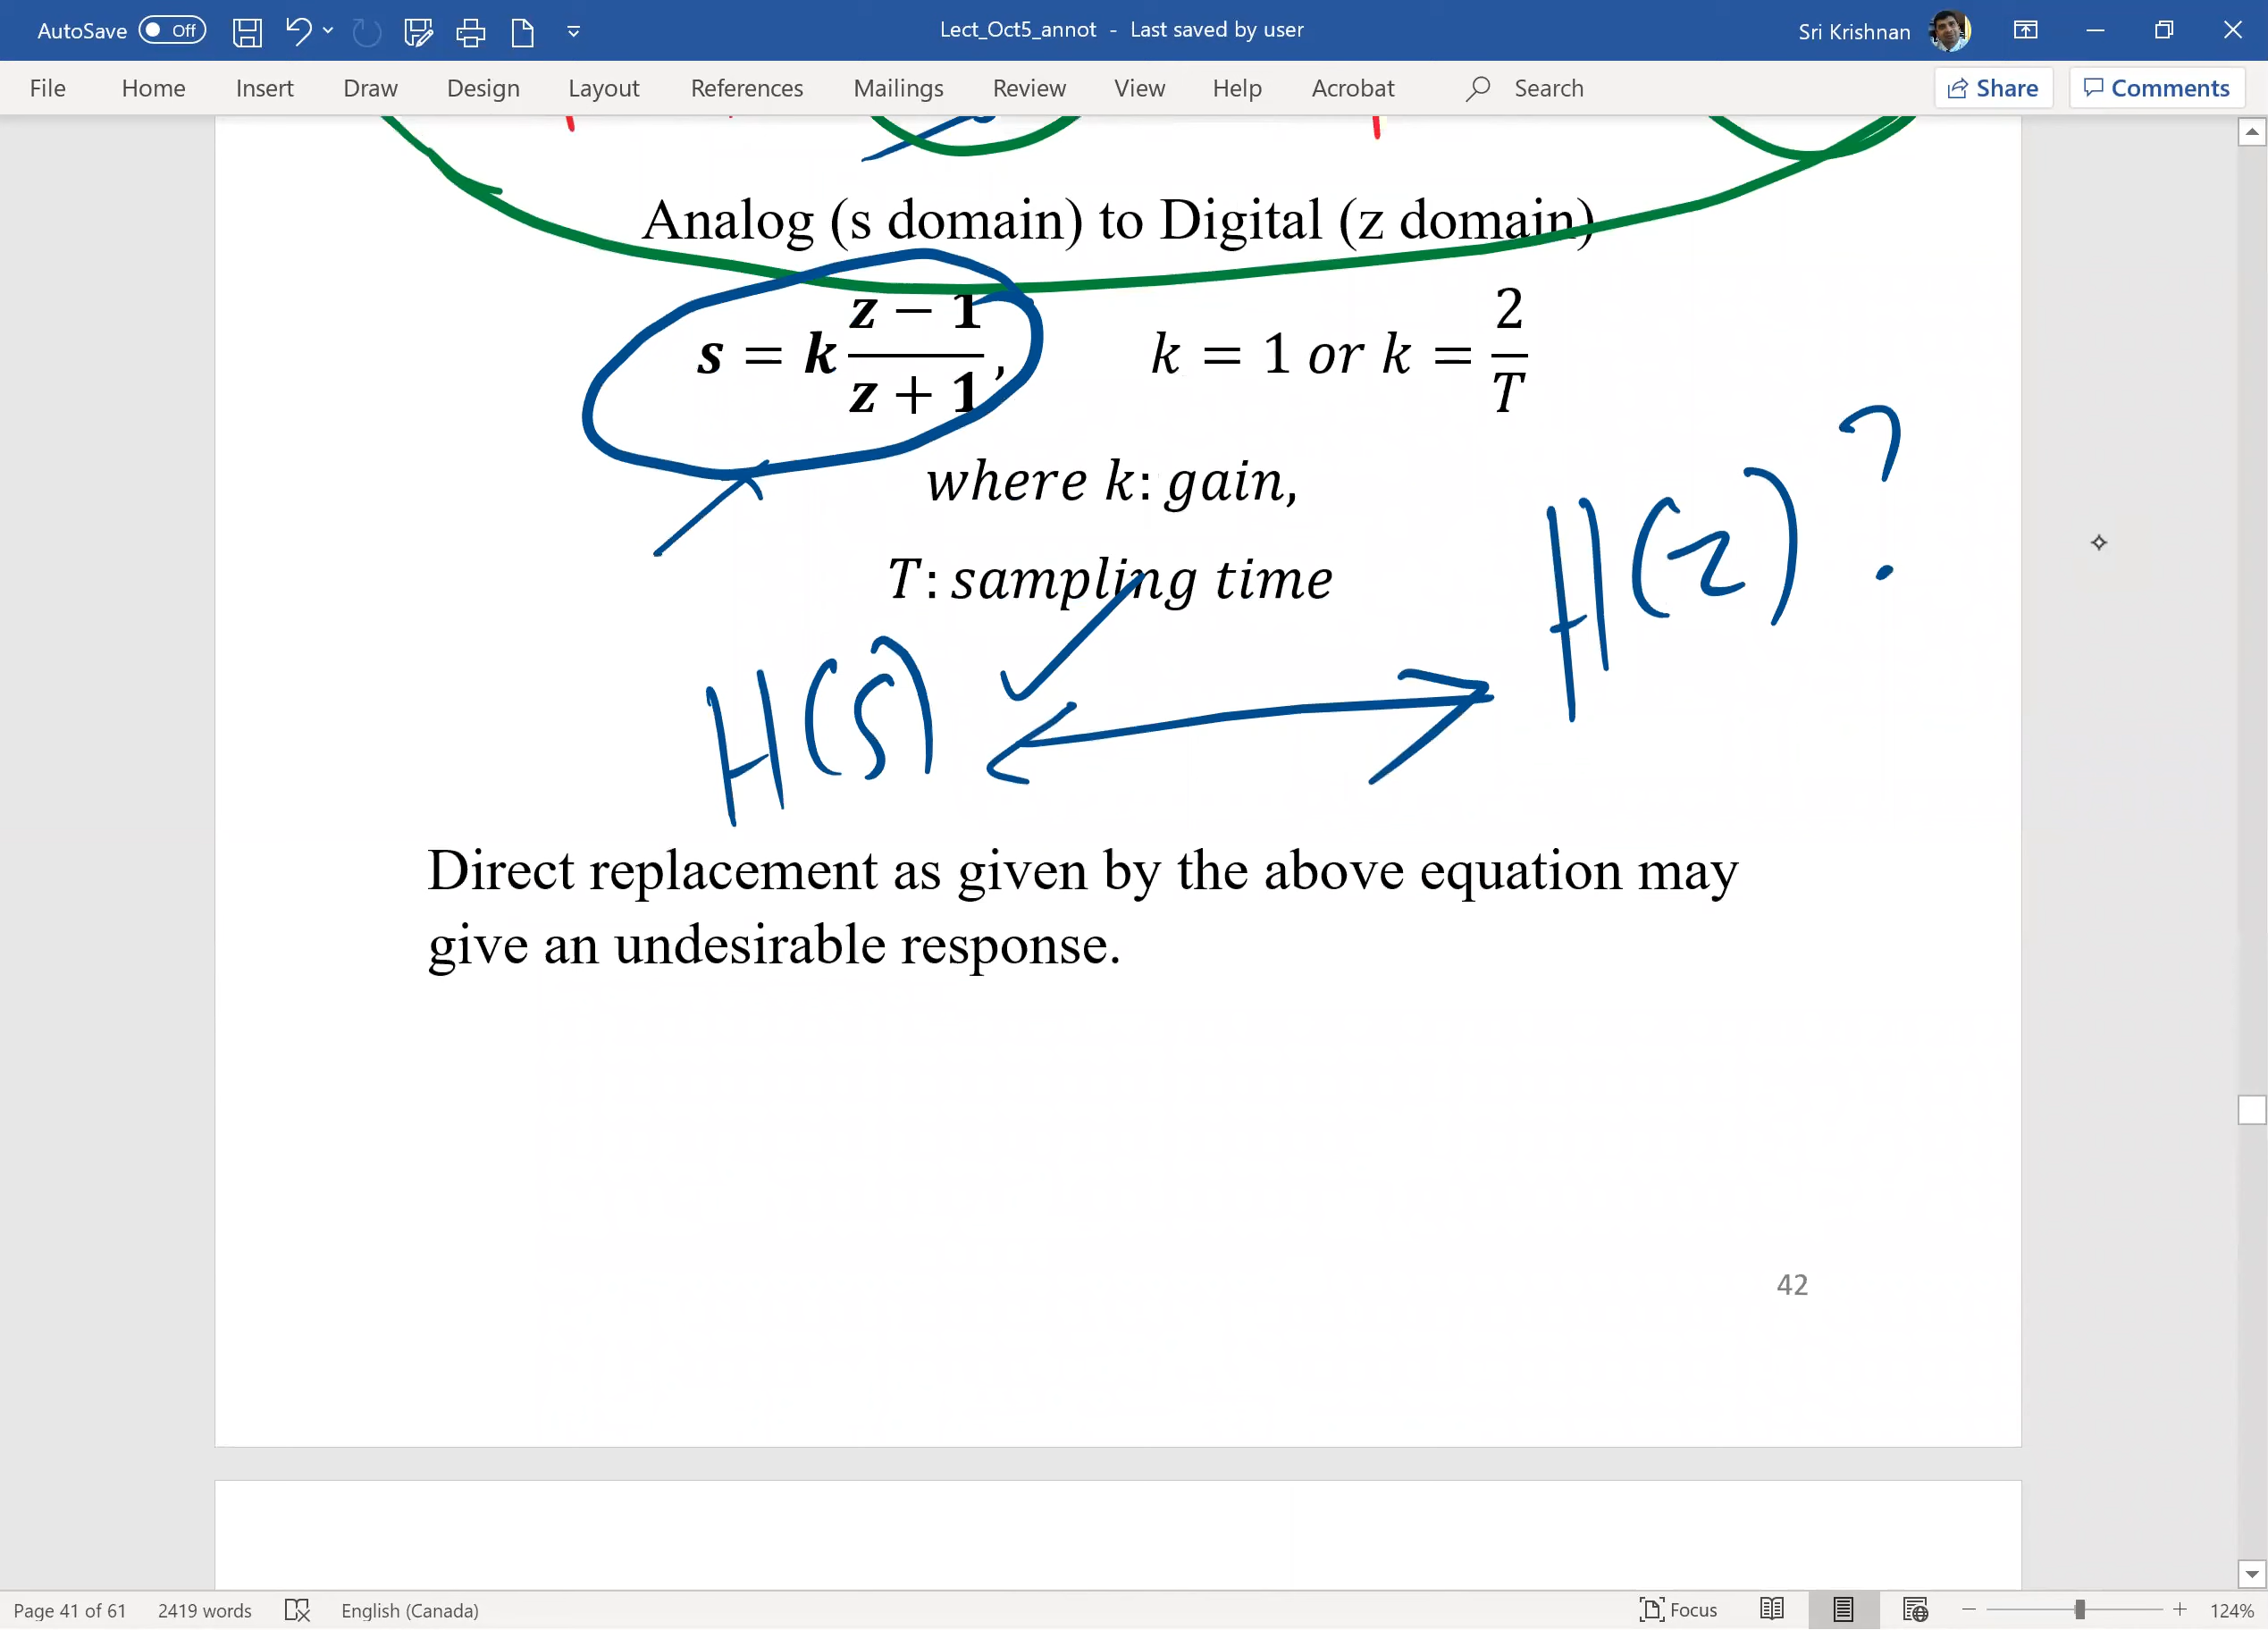 AutoSave Off Lect_Oct5_annot - Last saved by user Sri Krishnan
File Home Insert Draw Design Layout References Mailings Review View Help Acrobat Search Share Comments
Analog (s domain) to Digital (z domain)
s = k (z − 1)/(z + 1), k = 1 or k = 2/T
where k: gain,
T: sampling time
H(z) ?
H(s)
Direct replacement as given by the above equation may
give an undesirable response.
42
Page 41 of 61 2419 words English (Canada) Focus 124%